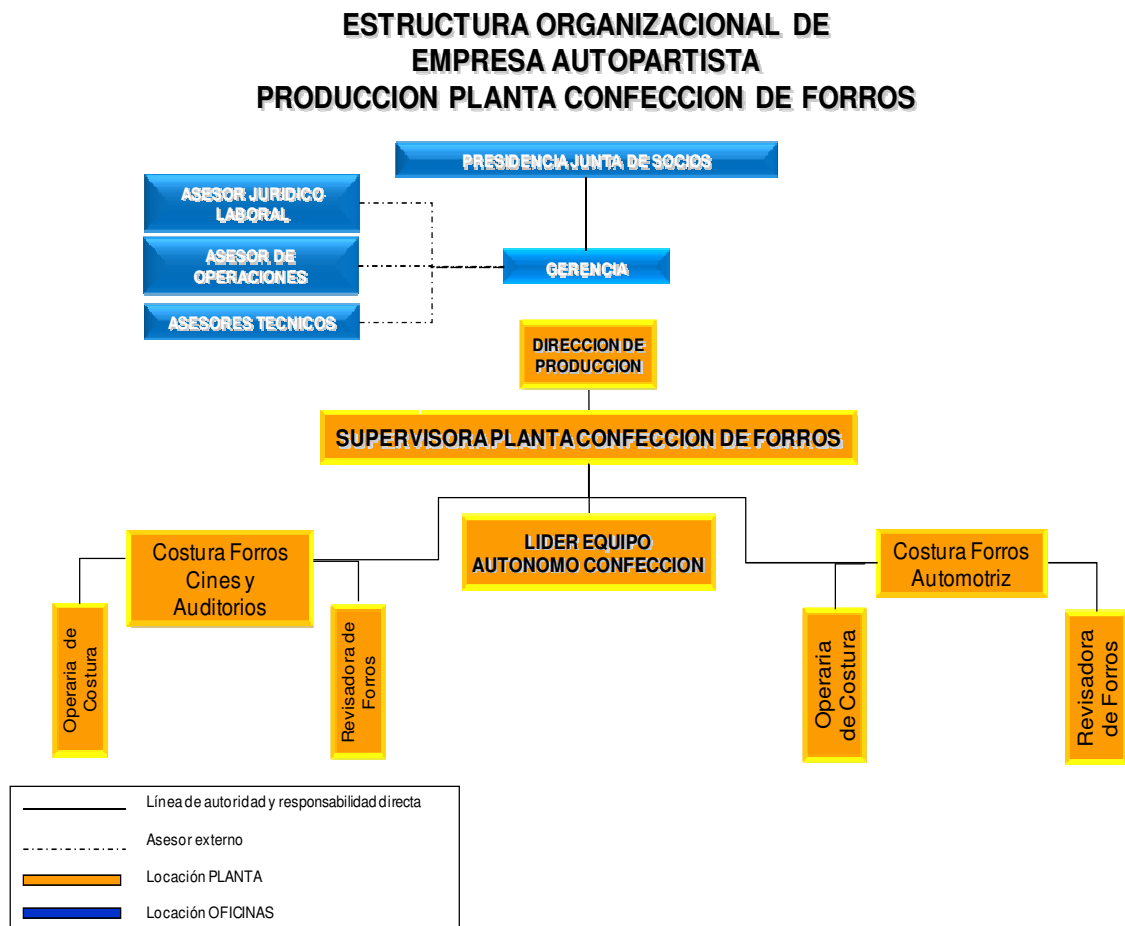 ESTRUCTURA ORGANIZACIONAL DE
EMPRESA AUTOPARTISTA
PRODUCCION PLANTA CONFECCION DE FORROS
PRESIDENCIA JUNTA DE SOCIOS
ASESOR JURIDICO
LABORAL
ASESOR DE
OPERACIONES
GERENCIA
ASESORES TECNICOS
DIRECCION DE
PRODUCCION
SUPERVISORA PLANTA CONFECCION DE FORROS
Costura Forros
Cines y
Auditorios
LIDER EQUIPO
AUTONOMO CONFECCION
Costura Forros
Automotriz
Operaria de
Costura
Revisadora de
Forros
Operaria
de Costura
Revisadora
de Forros
Línea de autoridad y responsabilidad directa
Asesor externo
Locación PLANTA
Locación OFICINAS